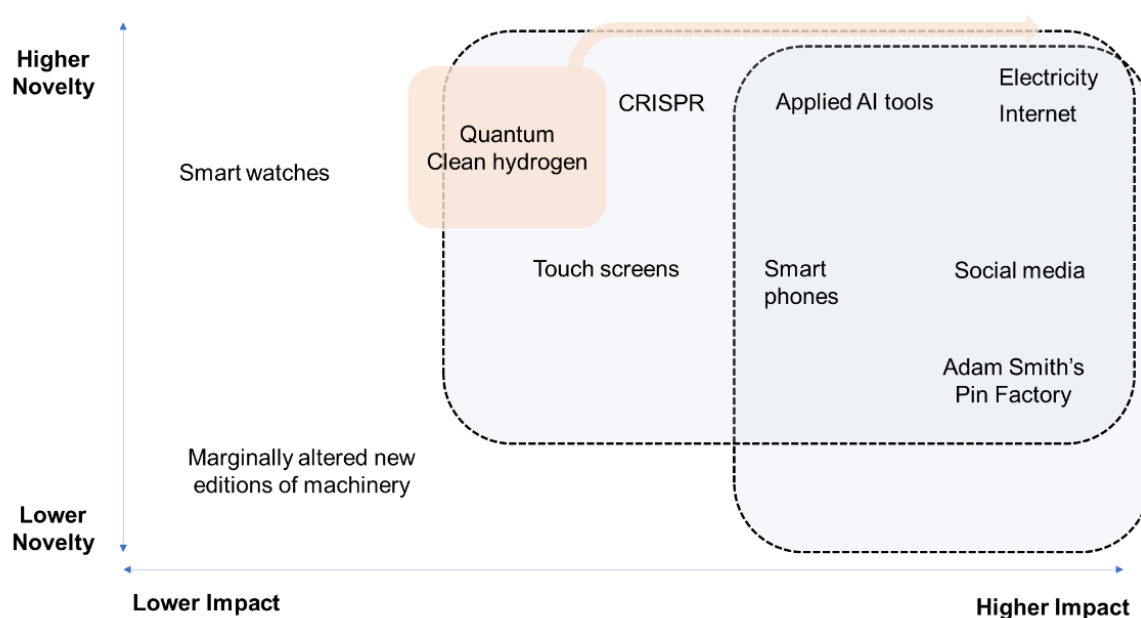 Higher
Novelty
Electricity
Internet
CRISPR
Applied AI tools
Quantum
Clean hydrogen
Smart watches
Touch screens
Smart
phones
Social media
Adam Smith's
Pin Factory
Marginally altered new
editions of machinery
Lower
Novelty
Lower Impact
Higher Impact